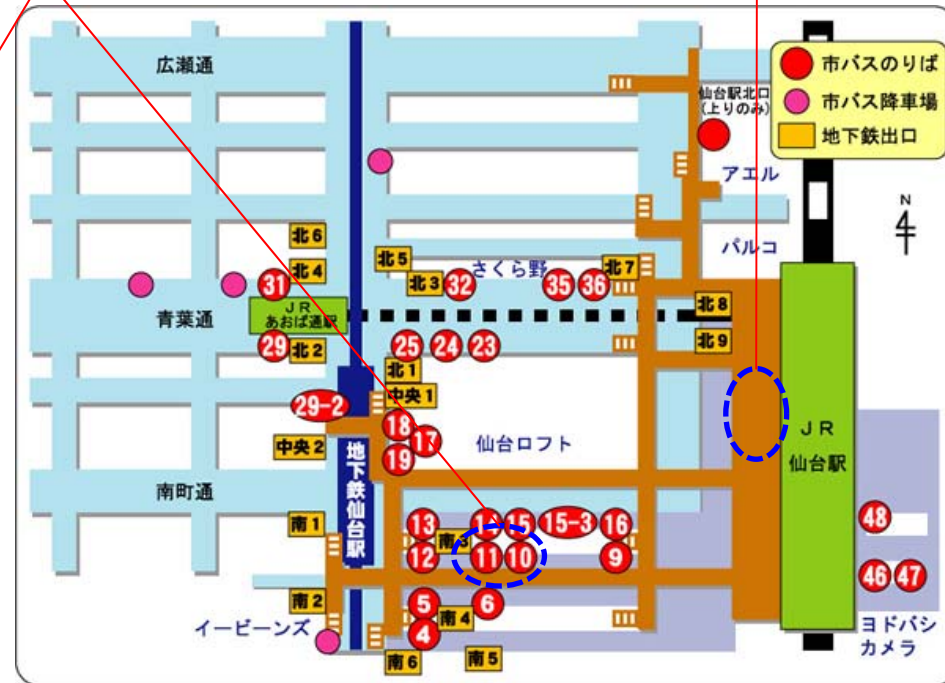 広瀬通
仙台駅北口
(上りのみ)
市バスのりば
市バス降車場
地下鉄出口
アエル
N
パルコ
北6
北5
北4
31
北3
32
さくら野
35
36
北7
青葉通
JR
あおば通駅
北8
29
北2
25
24
23
北9
北1
中央1
29-2
18
17
中央2
19
仙台ロフト
JR
仙台駅
地下鉄仙台駅
南町通
南1
13
南3
14
15
15-3
16
48
12
11
10
9
46
47
南2
5
6
南4
イービーンズ
4
ヨドバシ
カメラ
南6
南5